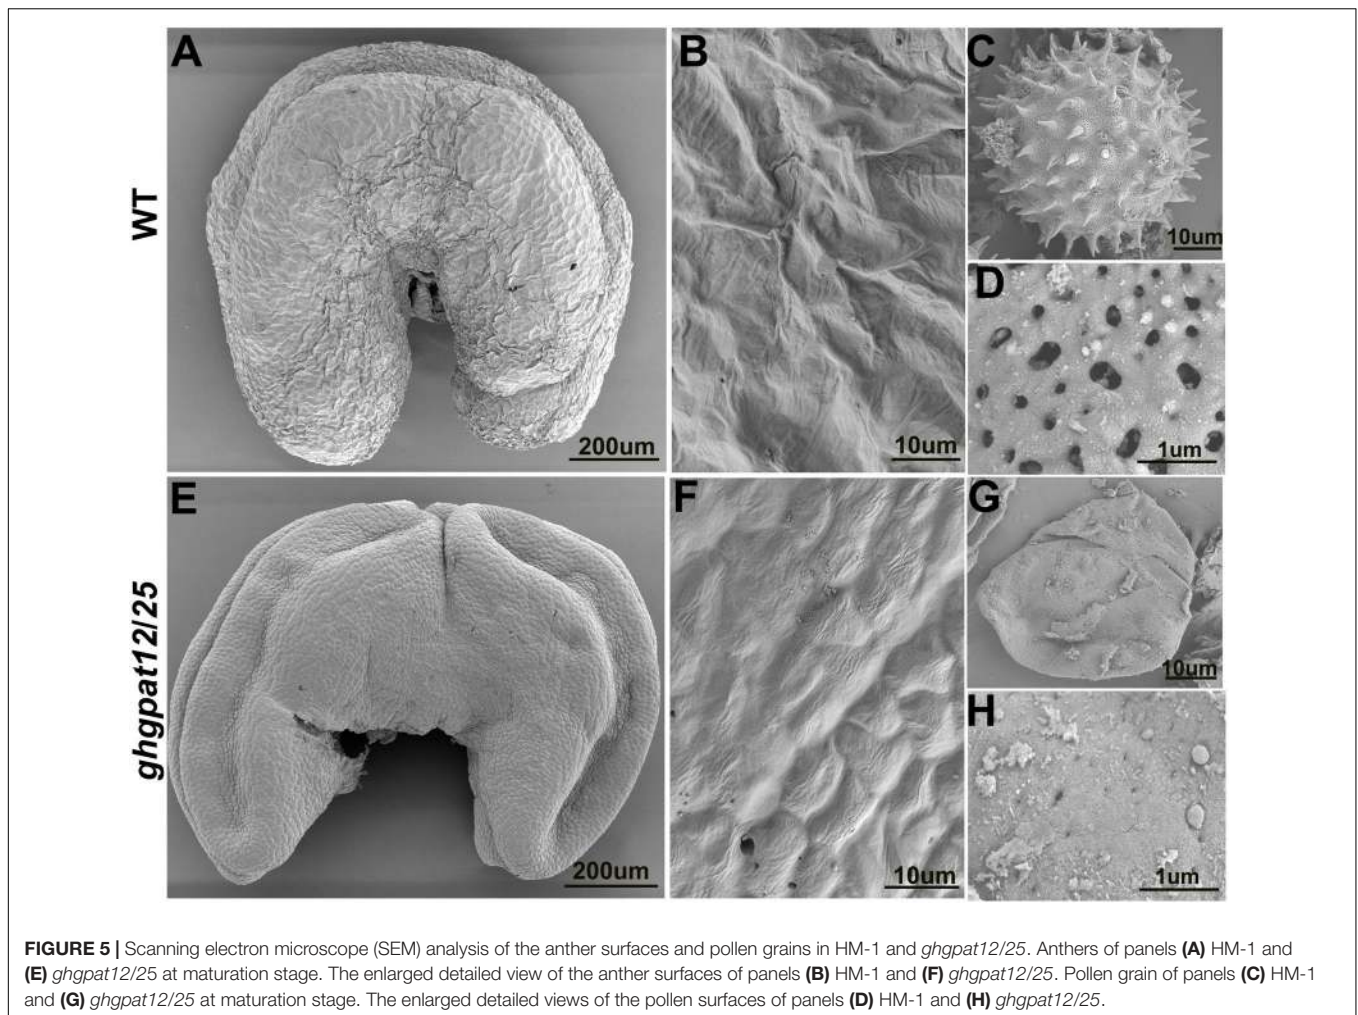 A
B
C
10um
WT
D
200um
10um
1um
E
F
G
10um
ghgpat12/25
H
200um
10um
1um
FIGURE 5 | Scanning electron microscope (SEM) analysis of the anther surfaces and pollen grains in HM-1 and ghgpat12/25. Anthers of panels (A) HM-1 and
(E) ghgpat12/25 at maturation stage. The enlarged detailed view of the anther surfaces of panels (B) HM-1 and (F) ghgpat12/25. Pollen grain of panels (C) HM-1
and (G) ghgpat12/25 at maturation stage. The enlarged detailed views of the pollen surfaces of panels (D) HM-1 and (H) ghgpat12/25.